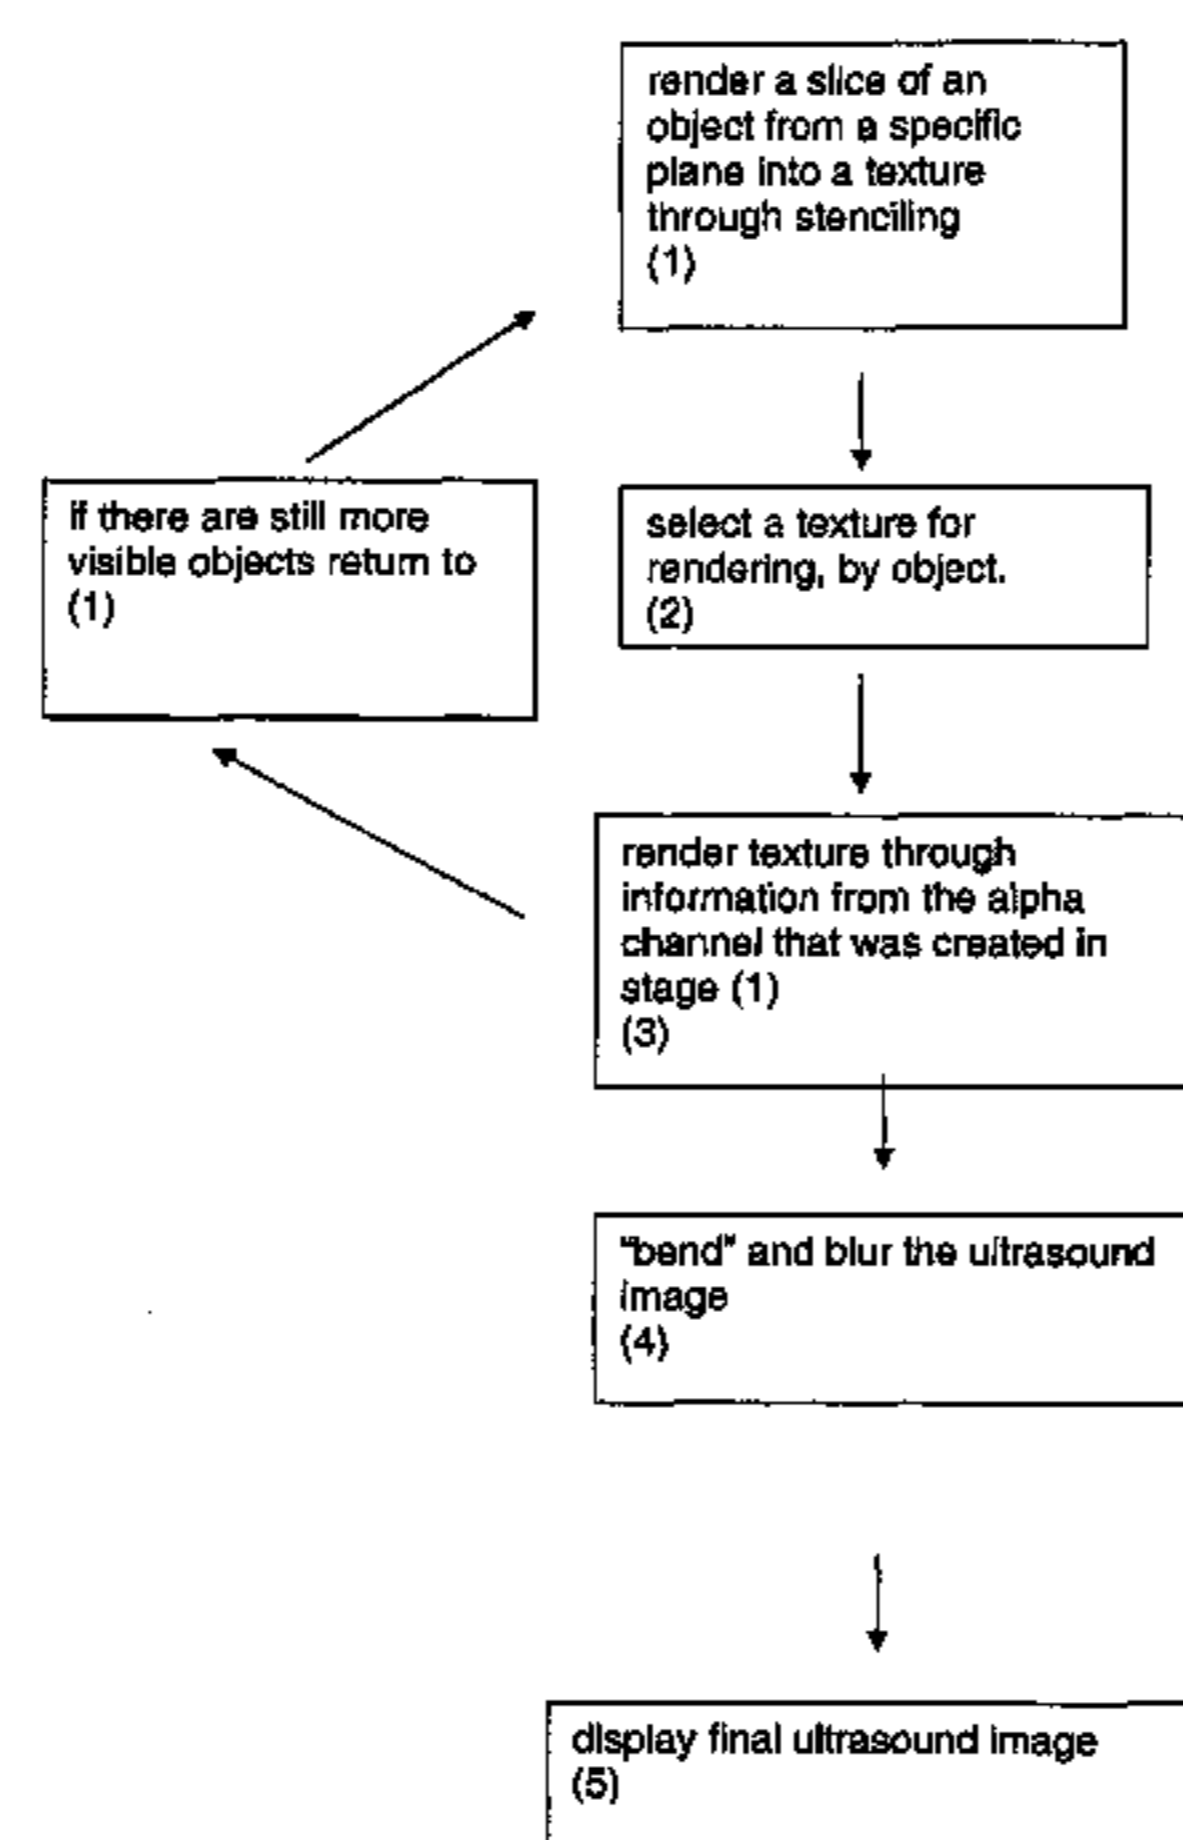 render a slice of an
object from a specific
plane into a texture
through stenciling
(1)
if there are still more
visible objects return to
(1)
select a texture for
rendering, by object.
(2)
render texture through
information from the alpha
channel that was created in
stage (1)
(3)
"bend" and blur the ultrasound
image
(4)
display final ultrasound image
(5)